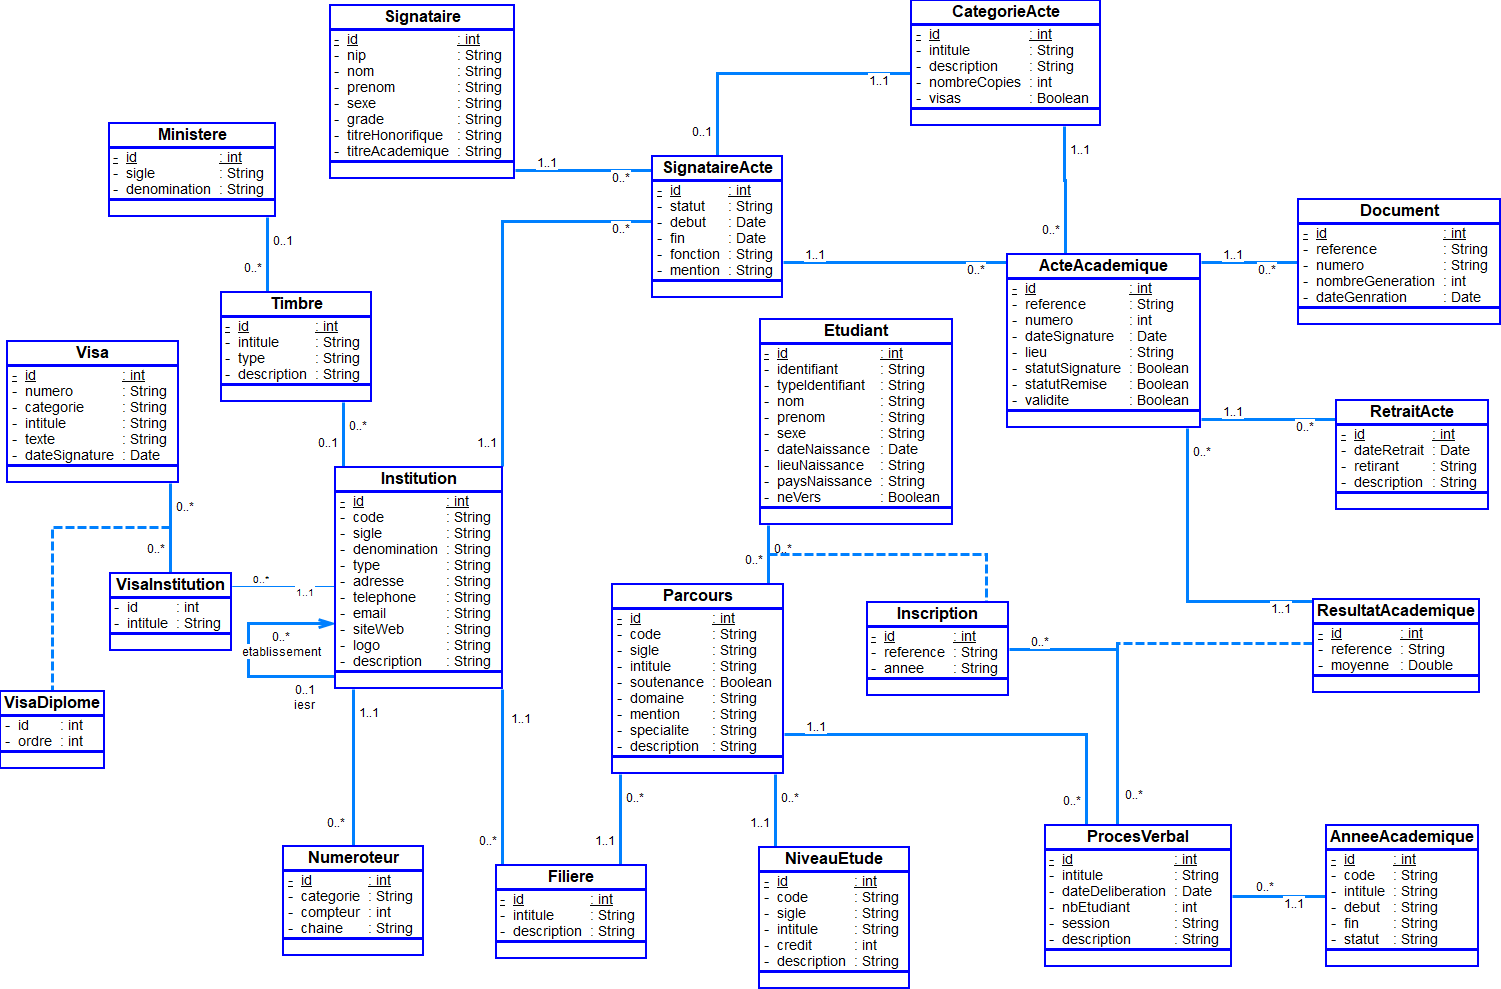 Signataire
- id : int
- nip : String
- nom : String
- prenom : String
- sexe : String
- grade : String
- titreHonorifique : String
- titreAcademique : String
CategorieActe
- id : int
- intitule : String
- description : String
- nombreCopies : int
- visas : Boolean
1..1
0..1
1..1
0..*
1..1
0..*
Ministere
- id : int
- sigle : String
- denomination : String
0..1
0..*
SignataireActe
- id : int
- statut : String
- debut : Date
- fin : Date
- fonction : String
- mention : String
0..*
1..1
1..1
0..*
Document
- id : int
- reference : String
- numero : String
- nombreGeneration : int
- dateGenration : Date
1..1
0..*
ActeAcademique
- id : int
- reference : String
- numero : int
- dateSignature : Date
- lieu : String
- statutSignature : Boolean
- statutRemise : Boolean
- validite : Boolean
Timbre
- id : int
- intitule : String
- type : String
- description : String
0..*
0..1
Visa
- id : int
- numero : String
- categorie : String
- intitule : String
- texte : String
- dateSignature : Date
0..*
0..*
Etudiant
- id : int
- identifiant : String
- typeIdentifiant : String
- nom : String
- prenom : String
- sexe : String
- dateNaissance : Date
- lieuNaissance : String
- paysNaissance : String
- neVers : Boolean
0..*
0..*
RetraitActe
- id : int
- dateRetrait : Date
- retirant : String
- description : String
1..1
0..*
0..*
1..1
Institution
- id : int
- code : String
- sigle : String
- denomination : String
- type : String
- adresse : String
- telephone : String
- email : String
- siteWeb : String
- logo : String
- description : String
VisaInstitution
- id : int
- intitule : String
0..*
1..1
0..*
etablissement
0..1
iesr
VisaDiplome
- id : int
- ordre : int
Parcours
- id : int
- code : String
- sigle : String
- intitule : String
- soutenance : Boolean
- domaine : String
- mention : String
- specialite : String
- description : String
Inscription
- id : int
- reference : String
- annee : String
0..*
ResultatAcademique
- id : int
- reference : String
- moyenne : Double
1..1
1..1
1..1
0..*
0..*
0..*
0..*
0..*
1..1
1..1
0..*
Numeroteur
- id : int
- categorie : String
- compteur : int
- chaine : String
Filiere
- id : int
- intitule : String
- description : String
NiveauEtude
- id : int
- code : String
- sigle : String
- intitule : String
- credit : int
- description : String
ProcesVerbal
- id : int
- intitule : String
- dateDeliberation : Date
- nbEtudiant : int
- session : String
- description : String
0..*
1..1
AnneeAcademique
- id : int
- code : String
- intitule : String
- debut : String
- fin : String
- statut : String